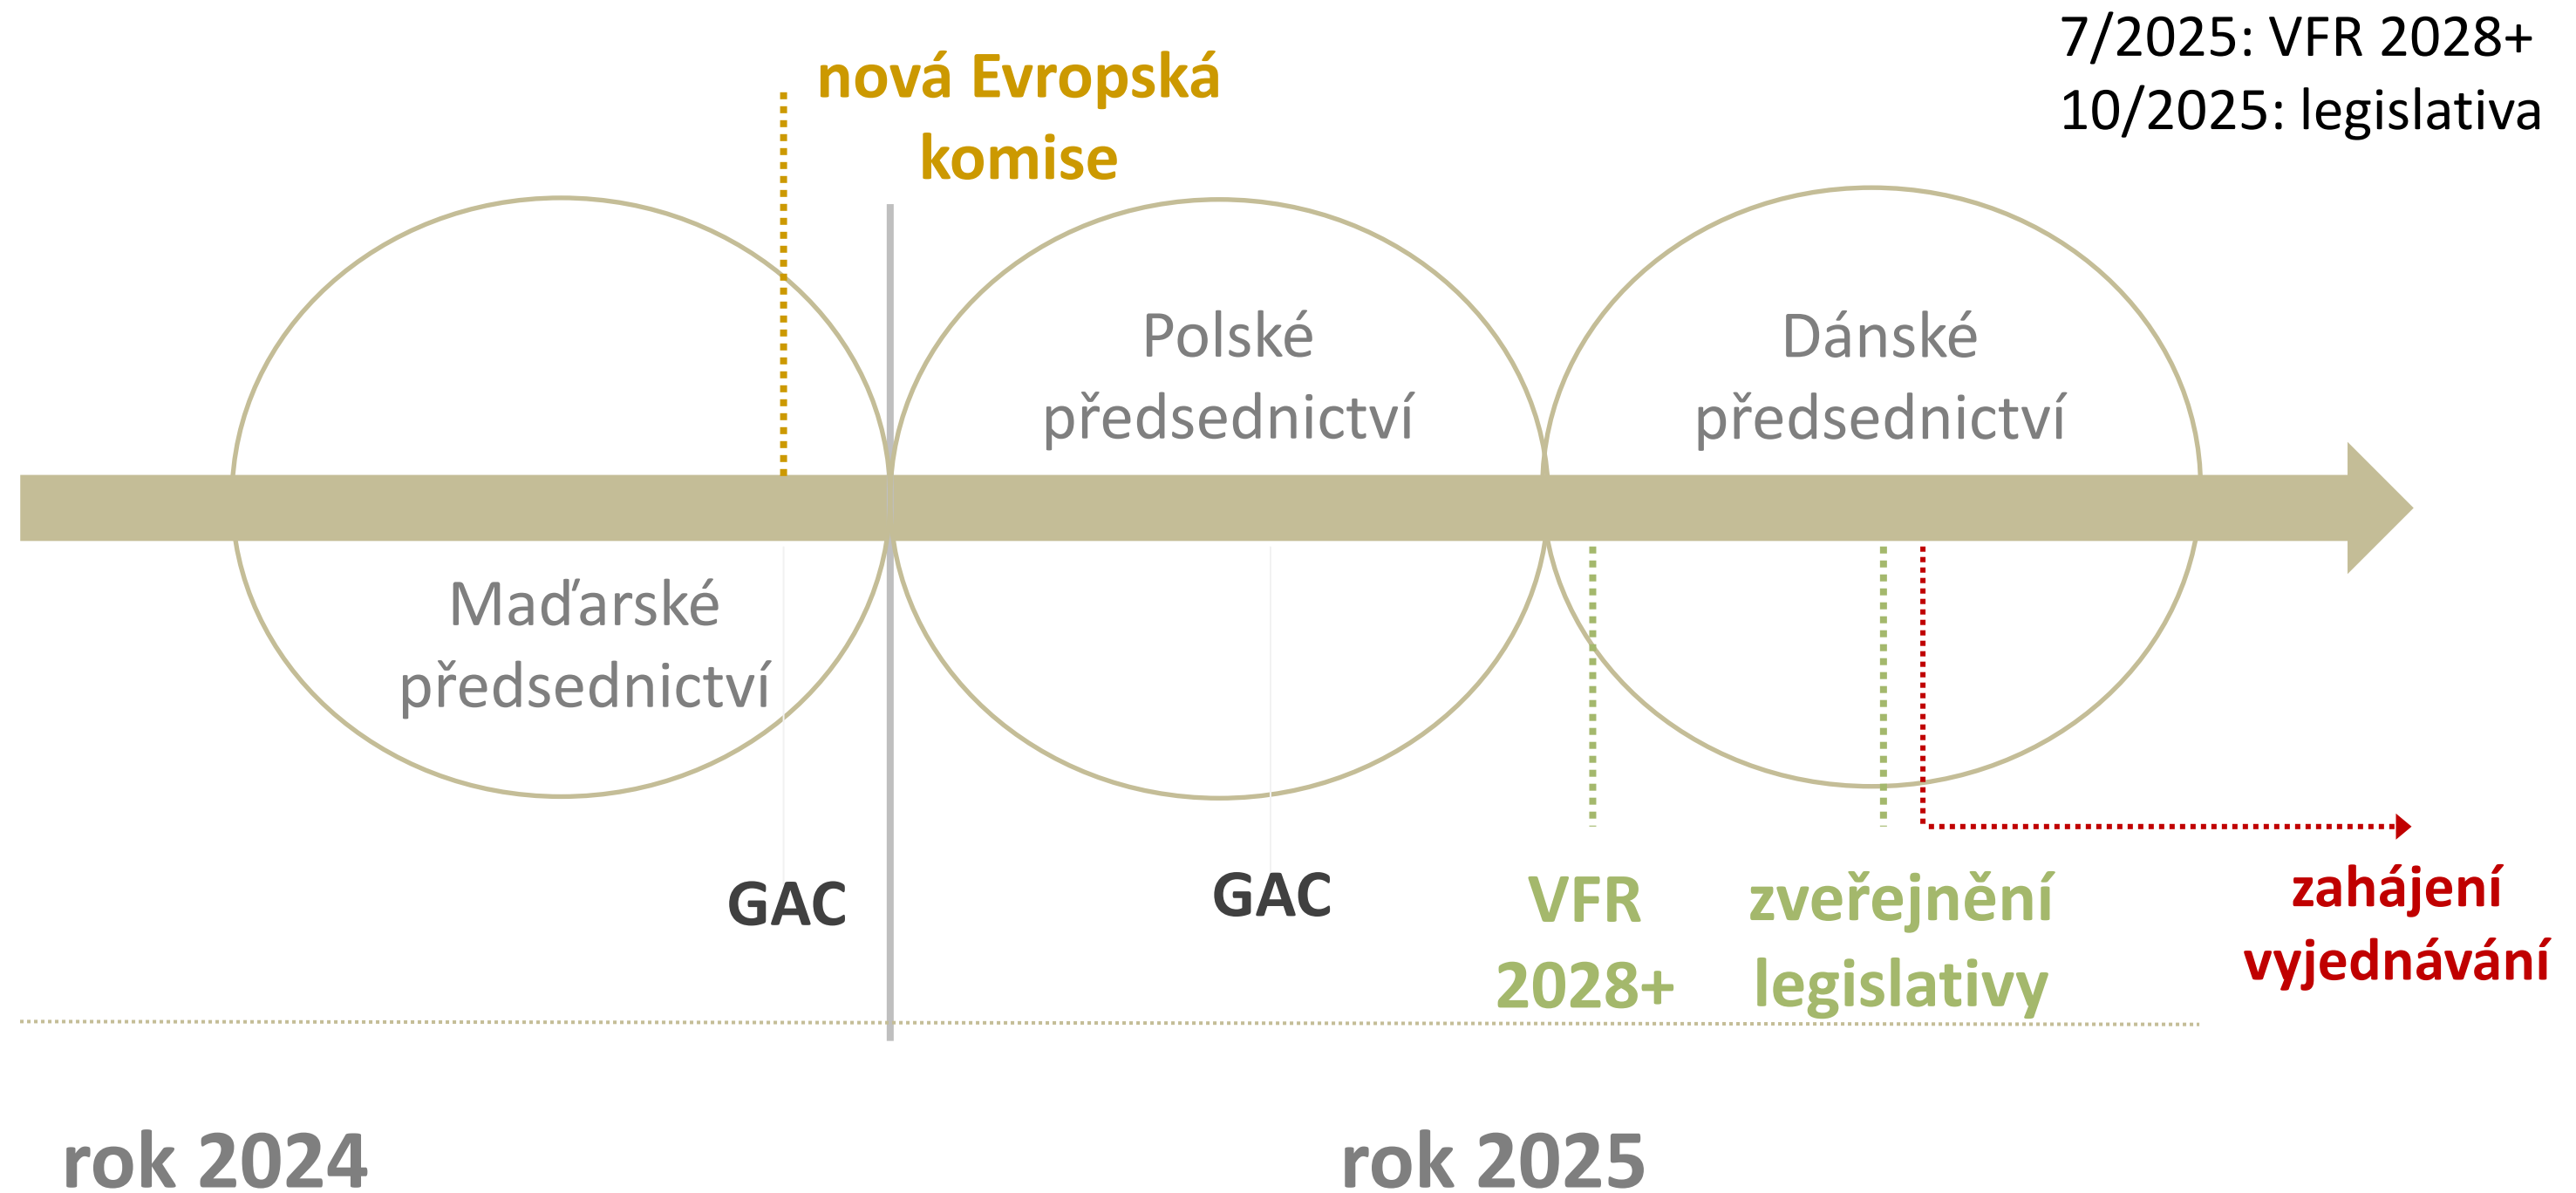 7/2025: VFR 2028+
10/2025: legislativa
nová Evropská
komise
Polské
předsednictví
Dánské
předsednictví
Maďarské
předsednictví
GAC
GAC
VFR
2028+
zveřejnění
legislativy
zahájení
vyjednávání
rok 2024
rok 2025